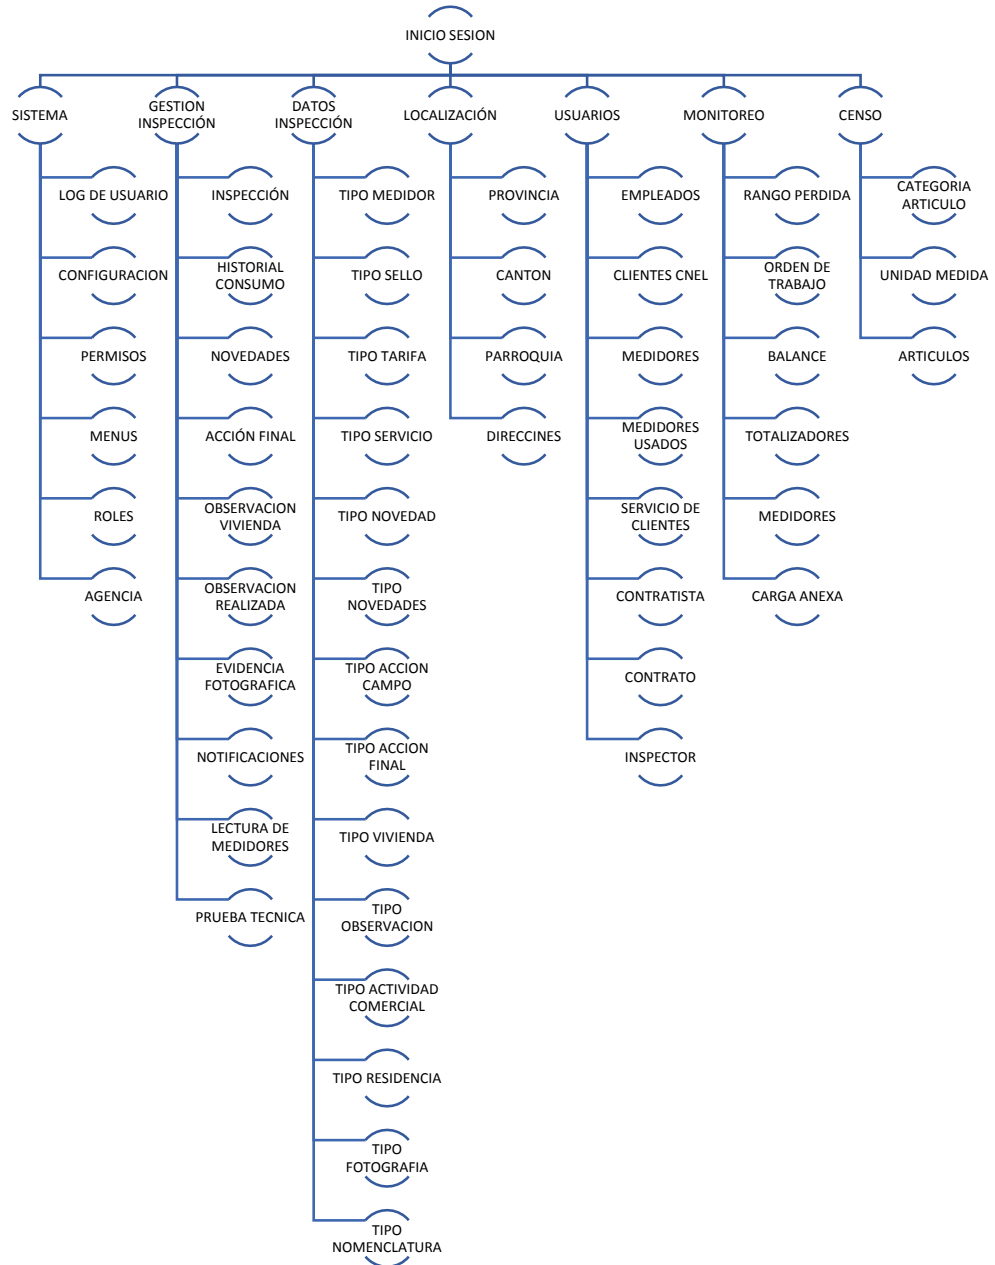 INICIO SESION
SISTEMA
GESTION
INSPECCIÓN
DATOS
INSPECCIÓN
LOCALIZACIÓN
USUARIOS
MONITOREO
CENSO
LOG DE USUARIO
CONFIGURACION
PERMISOS
MENUS
ROLES
AGENCIA
INSPECCIÓN
HISTORIAL
CONSUMO
NOVEDADES
ACCIÓN FINAL
OBSERVACION
VIVIENDA
OBSERVACION
REALIZADA
EVIDENCIA
FOTOGRAFICA
NOTIFICACIONES
LECTURA DE
MEDIDORES
PRUEBA TECNICA
TIPO MEDIDOR
TIPO SELLO
TIPO TARIFA
TIPO SERVICIO
TIPO NOVEDAD
TIPO
NOVEDADES
TIPO ACCION
CAMPO
TIPO ACCION
FINAL
TIPO VIVIENDA
TIPO
OBSERVACION
TIPO ACTIVIDAD
COMERCIAL
TIPO RESIDENCIA
TIPO
FOTOGRAFIA
TIPO
NOMENCLATURA
PROVINCIA
CANTON
PARROQUIA
DIRECCINES
EMPLEADOS
CLIENTES CNEL
MEDIDORES
MEDIDORES
USADOS
SERVICIO DE
CLIENTES
CONTRATISTA
CONTRATO
INSPECTOR
RANGO PERDIDA
ORDEN DE
TRABAJO
BALANCE
TOTALIZADORES
MEDIDORES
CARGA ANEXA
CATEGORIA
ARTICULO
UNIDAD MEDIDA
ARTICULOS